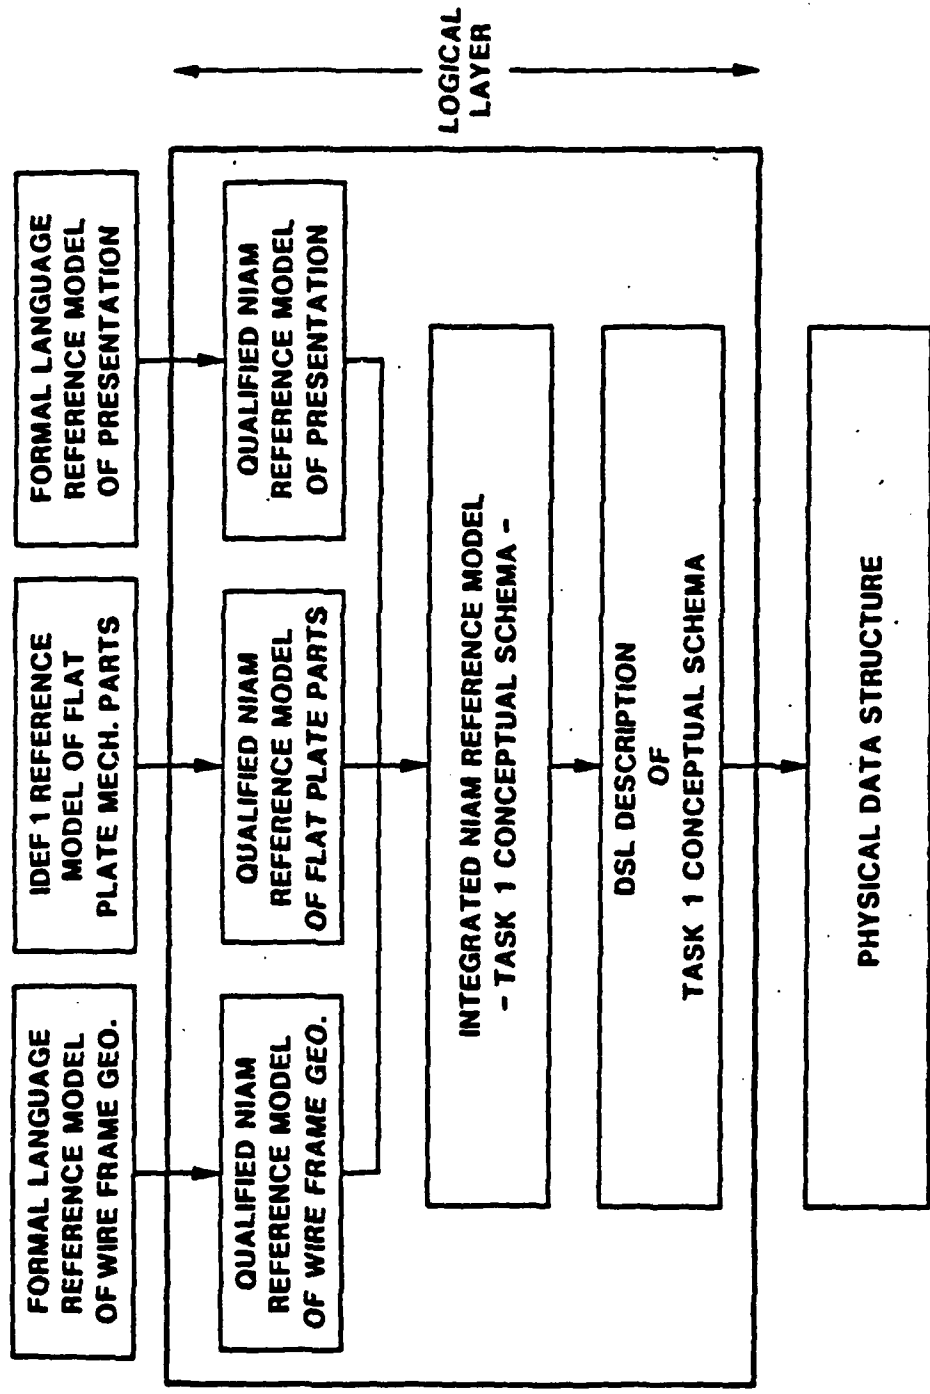 FORMAL LANGUAGE
REFERENCE MODEL
OF WIRE FRAME GEO.
IDEF 1 REFERENCE
MODEL OF FLAT
PLATE MECH. PARTS
FORMAL LANGUAGE
REFERENCE MODEL
OF PRESENTATION
QUALIFIED NIAM
REFERENCE MODEL
OF WIRE FRAME GEO.
QUALIFIED NIAM
REFERENCE MODEL
OF FLAT PLATE PARTS
QUALIFIED NIAM
REFERENCE MODEL
OF PRESENTATION
INTEGRATED NIAM REFERENCE MODEL
- TASK 1 CONCEPTUAL SCHEMA -
DSL DESCRIPTION
OF
TASK 1 CONCEPTUAL SCHEMA
PHYSICAL DATA STRUCTURE
LOGICAL
LAYER